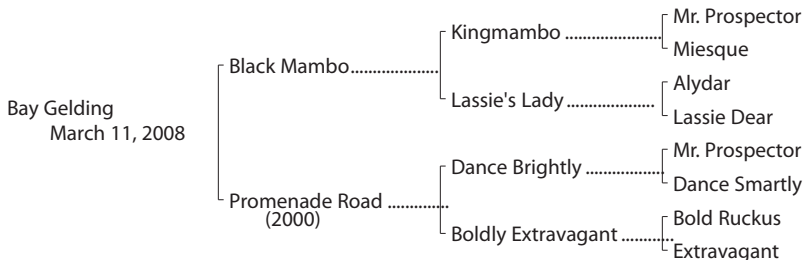 Mr. Prospector
Kingmambo ....................
Miesque
Black Mambo...................
Alydar
Lassie's Lady ..................
Lassie Dear
Bay Gelding
March 11, 2008
Mr. Prospector
Dance Brightly ................
Dance Smartly
Promenade Road .............
(2000)
Bold Ruckus
Boldly Extravagant ...........
Extravagant